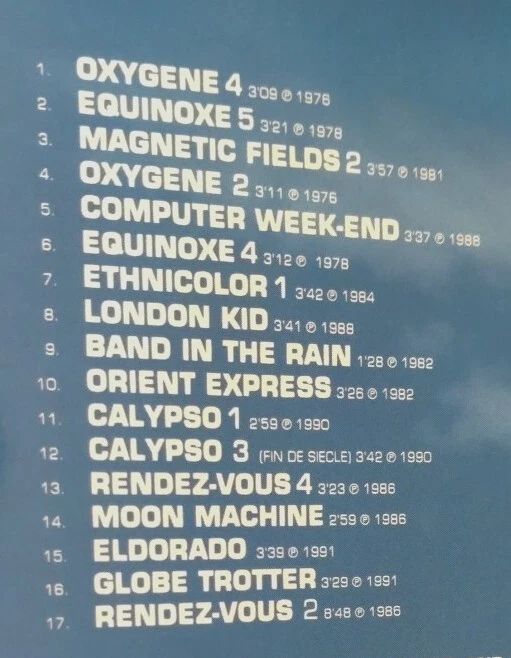 1. OXYGENE 4 3'09 ℗ 1976
2. EQUINOXE 5 3'21 ℗ 1978
3. MAGNETIC FIELDS 2 3'57 ℗ 1981
4. OXYGENE 2 3'11 ℗ 1976
5. COMPUTER WEEK-END 3'37 ℗ 1988
6. EQUINOXE 4 3'12 ℗ 1978
7. ETHNICOLOR 1 3'42 ℗ 1984
8. LONDON KID 3'41 ℗ 1988
9. BAND IN THE RAIN 1'28 ℗ 1982
10. ORIENT EXPRESS 3'26 ℗ 1982
11. CALYPSO 1 2'59 ℗ 1990
12. CALYPSO 3 (FIN DE SIECLE) 3'42 ℗ 1990
13. RENDEZ-VOUS 4 3'23 ℗ 1986
14. MOON MACHINE 2'59 ℗ 1986
15. ELDORADO 3'39 ℗ 1991
16. GLOBE TROTTER 3'29 ℗ 1991
17. RENDEZ-VOUS 2 8'48 ℗ 1986